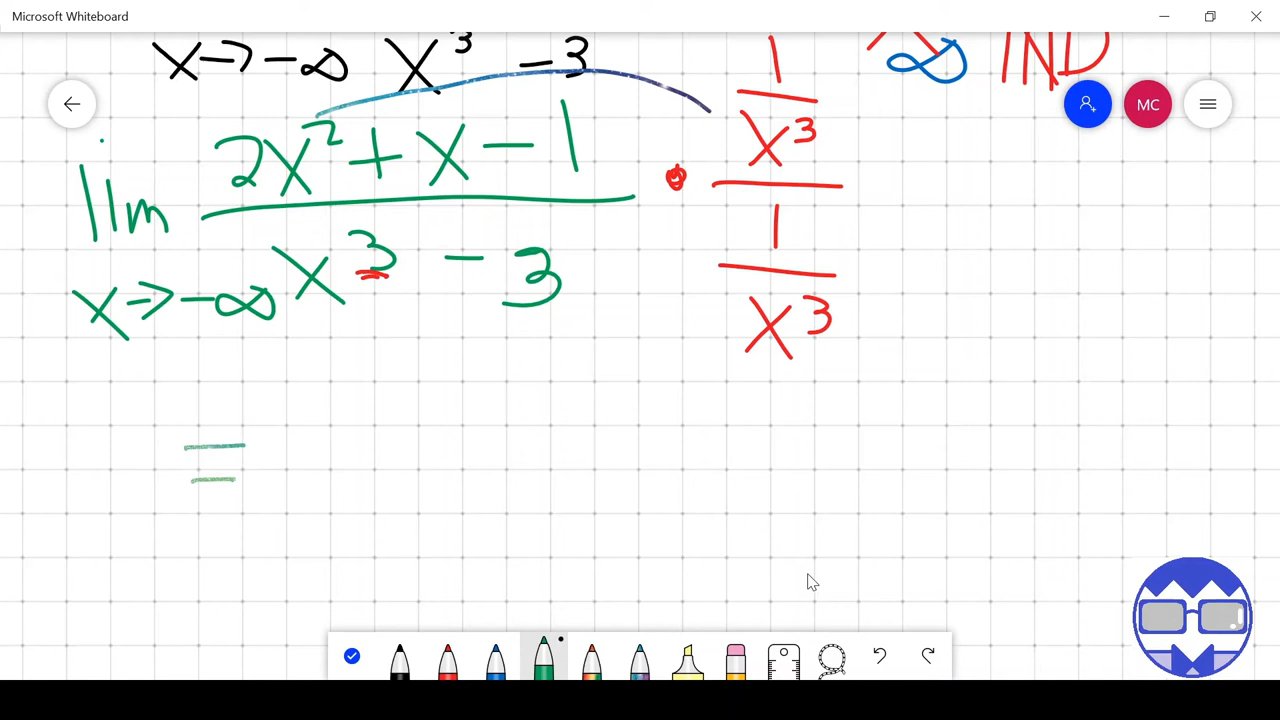 Microsoft Whiteboard
x→-∞ x³ -3 ∞ IND
MC
lim 2x²+x-1 / x³-3 · 1/x³ / 1/x³
x→-∞
=